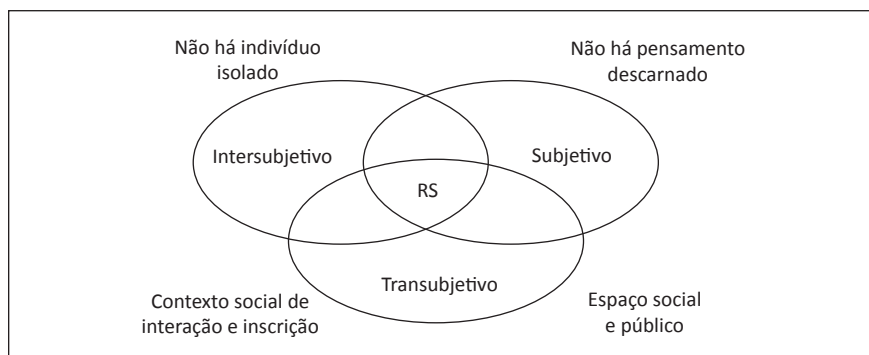 Não há indivíduo
isolado
Não há pensamento
descarnado
Intersubjetivo
Subjetivo
RS
Transubjetivo
Contexto social de
interação e inscrição
Espaço social
e público